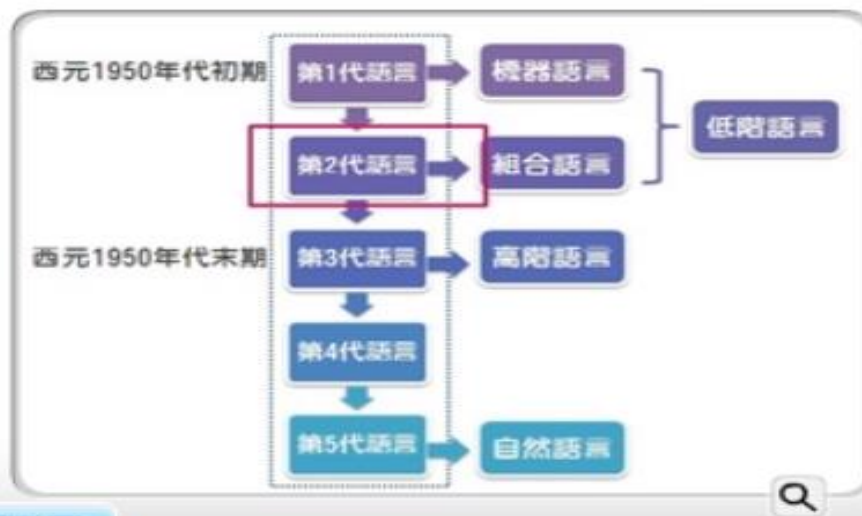 西元1950年代初期 第1代語言 機器語言
低階語言
第2代語言 組合語言
西元1950年代末期 第3代語言 高階語言
第4代語言
第5代語言 自然語言